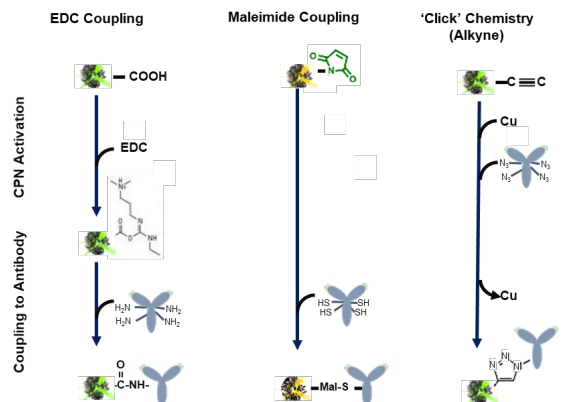 EDC Coupling
Maleimide Coupling
'Click' Chemistry
(Alkyne)
CPN Activation
Coupling to Antibody
COOH
EDC
H
N+
N
O
O
NH
H₂N
NH₂
H₂N
NH₂
O
C-NH-
O
N
O
HS
SH
HS
SH
Mal-S
C≡C
Cu
N₃
N₃
N₃
N₃
Cu
N
N
N